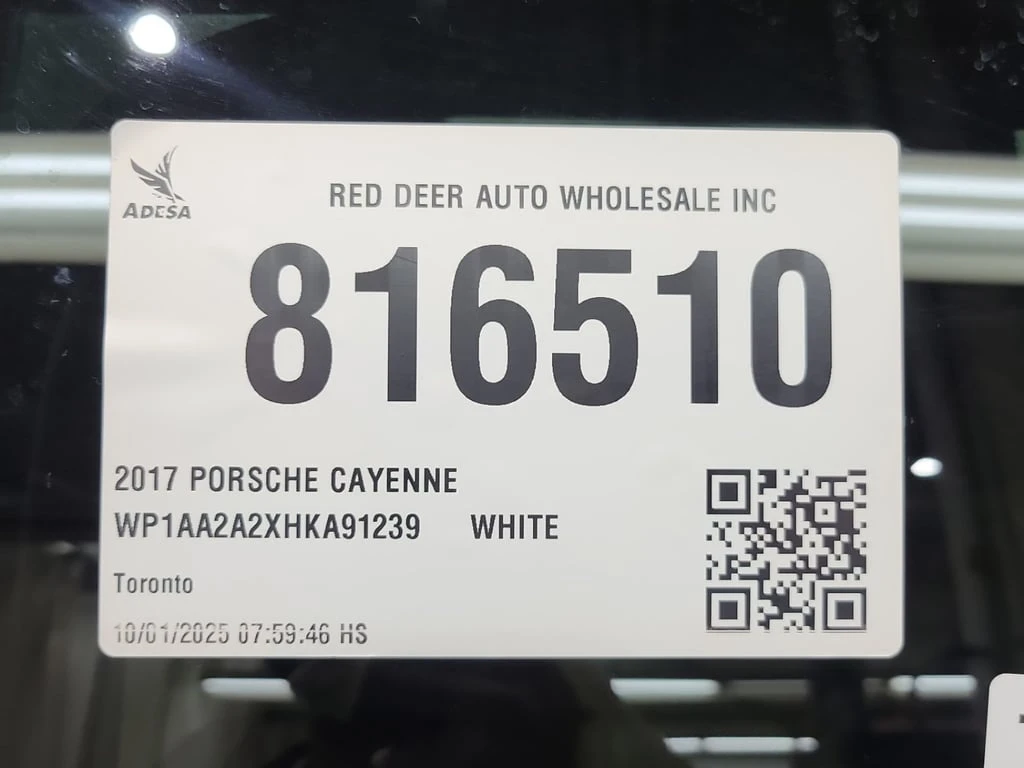 ADESA
RED DEER AUTO WHOLESALE INC
816510
2017 PORSCHE CAYENNE
WP1AA2A2XHKA91239 WHITE
Toronto
10/01/2025 07:59:46 HS